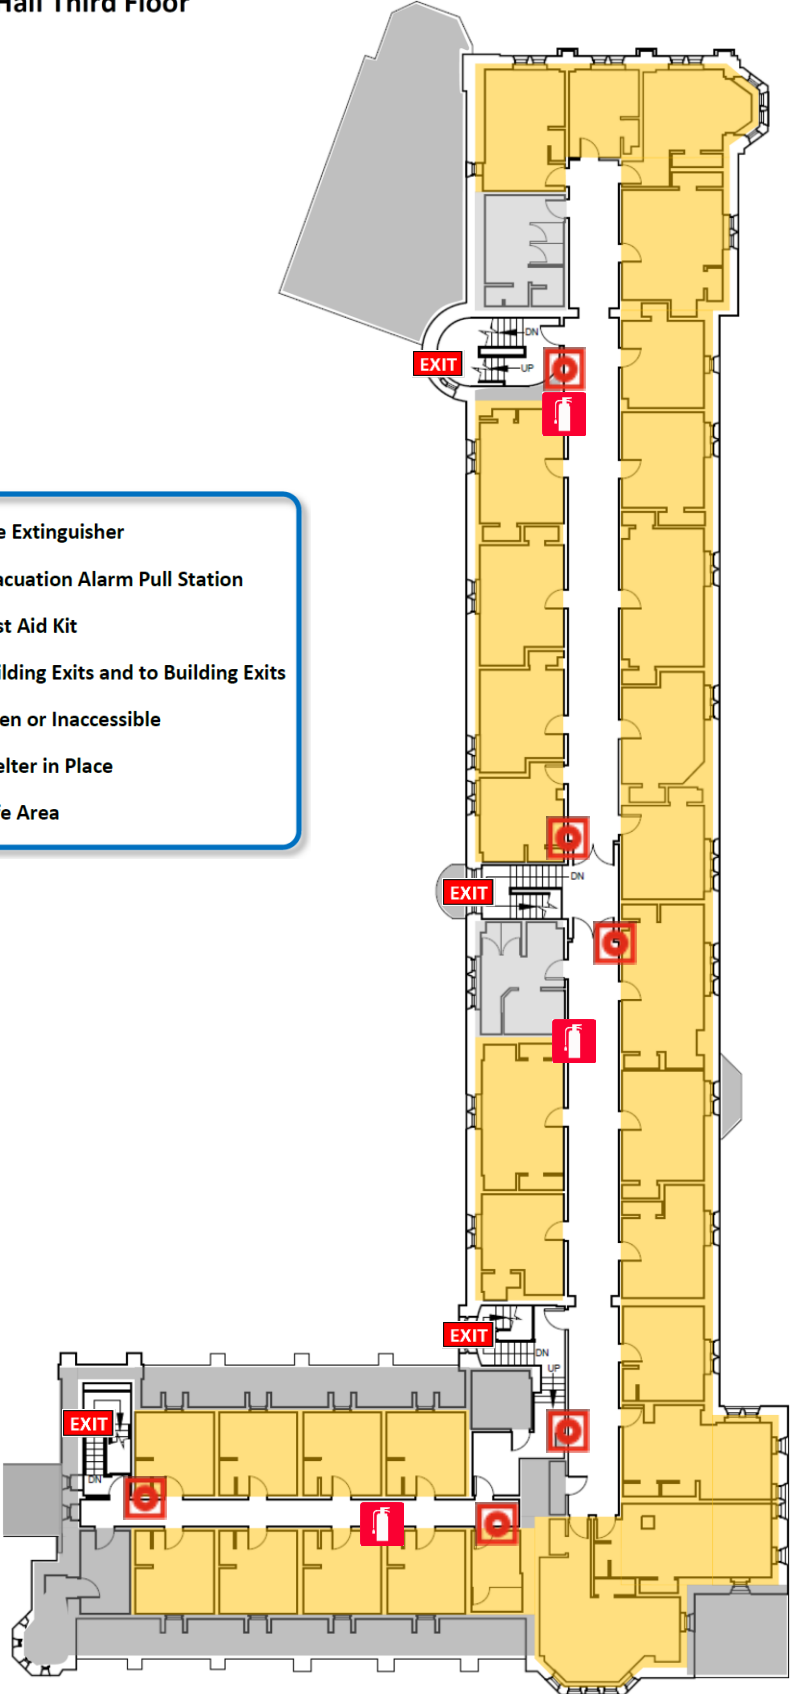 Hall Third Floor
DN
EXIT
UP
e Extinguisher
acuation Alarm Pull Station
st Aid Kit
ilding Exits and to Building Exits
en or Inaccessible
elter in Place
e Area
DN
EXIT
EXIT
DN
UP
EXIT
DN